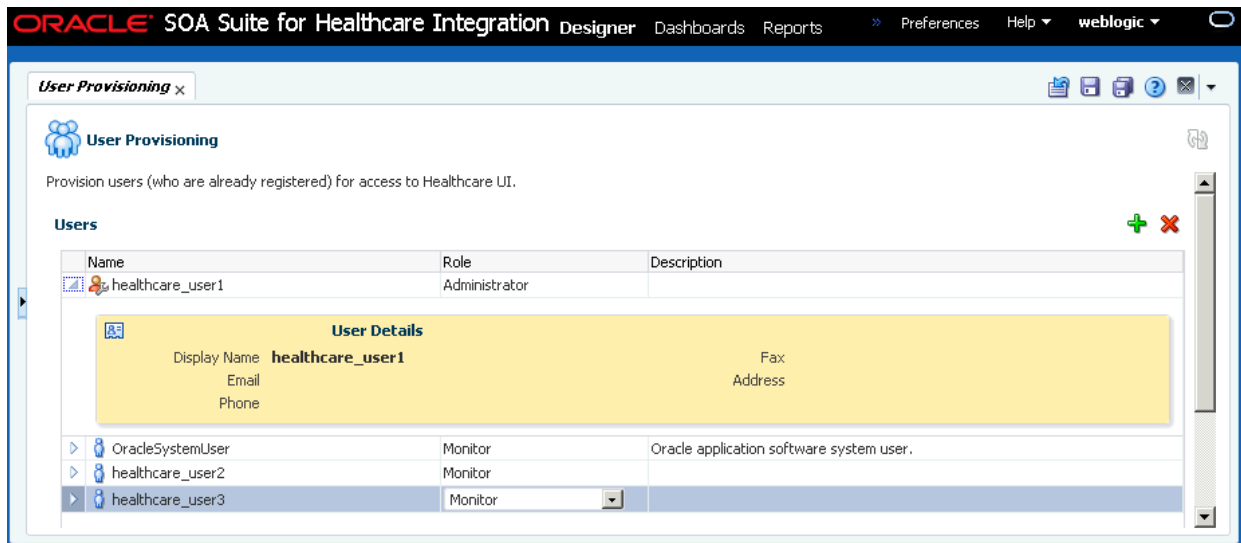 ORACLE SOA Suite for Healthcare Integration Designer Dashboards Reports » Preferences Help weblogic
User Provisioning x
User Provisioning
Provision users (who are already registered) for access to Healthcare UI.
Users
Name Role Description
healthcare_user1 Administrator
User Details
Display Name healthcare_user1 Fax
Email Address
Phone
OracleSystemUser Monitor Oracle application software system user.
healthcare_user2 Monitor
healthcare_user3 Monitor